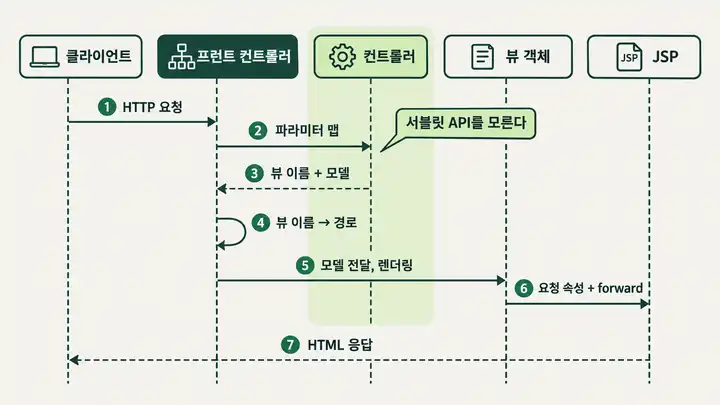 클라이언트
프런트 컨트롤러
컨트롤러
뷰 객체
JSP
JSP
1 HTTP 요청
2 파라미터 맵
서블릿 API를 모른다
3 뷰 이름 + 모델
4 뷰 이름 → 경로
5 모델 전달, 렌더링
6 요청 속성 + forward
7 HTML 응답